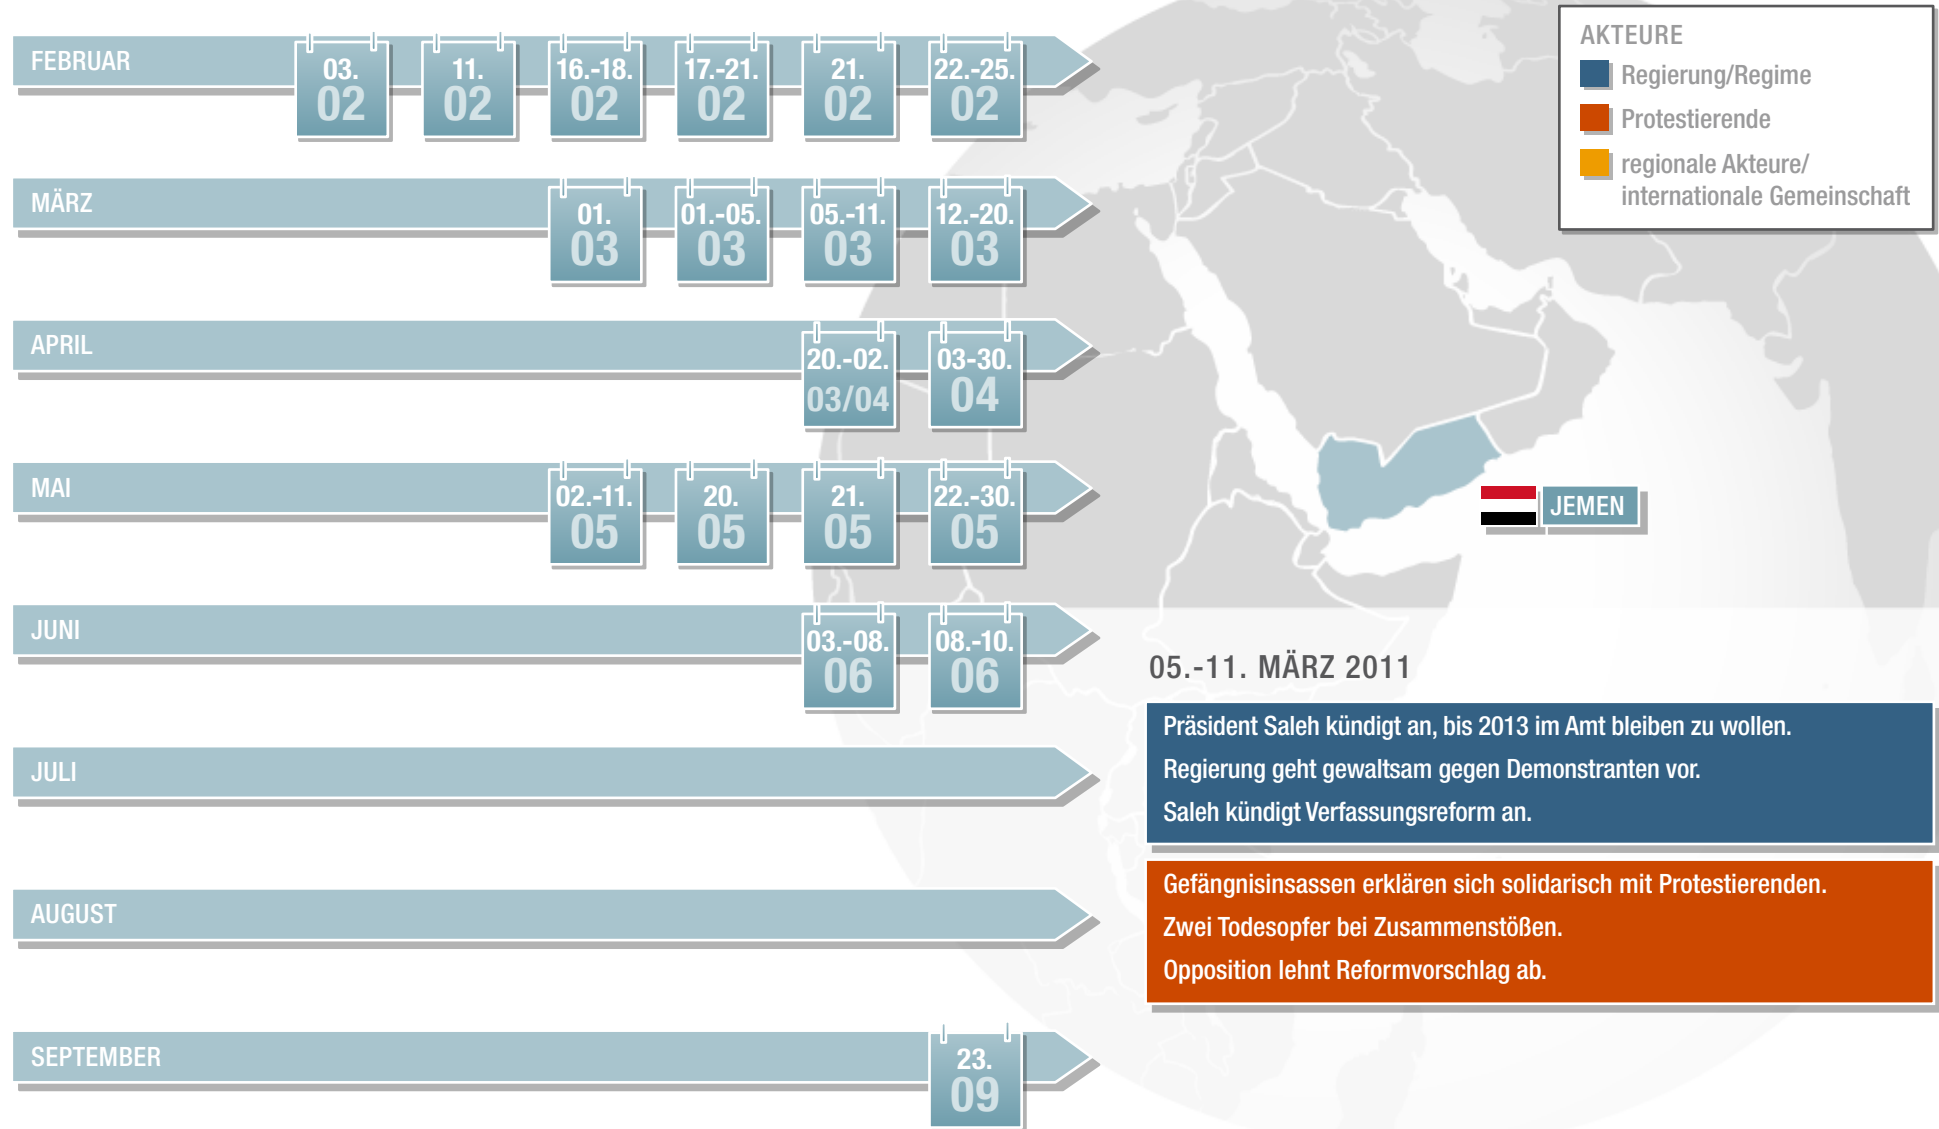 FEBRUAR
03.
02
11.
02
16.-18.
02
17.-21.
02
21.
02
22.-25.
02
MÄRZ
01.
03
01.-05.
03
05.-11.
03
12.-20.
03
APRIL
20.-02.
03/04
03-30.
04
MAI
02.-11.
05
20.
05
21.
05
22.-30.
05
JUNI
03.-08.
06
08.-10.
06
JULI
AUGUST
SEPTEMBER
23.
09
AKTEURE
Regierung/Regime
Protestierende
regionale Akteure/
internationale Gemeinschaft
JEMEN
05.-11. MÄRZ 2011
Präsident Saleh kündigt an, bis 2013 im Amt bleiben zu wollen.
Regierung geht gewaltsam gegen Demonstranten vor.
Saleh kündigt Verfassungsreform an.
Gefängnisinsassen erklären sich solidarisch mit Protestierenden.
Zwei Todesopfer bei Zusammenstößen.
Opposition lehnt Reformvorschlag ab.